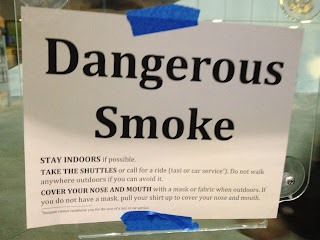 Dangerous
Smoke
STAY INDOORS if possible.
TAKE THE SHUTTLES or call for a ride (taxi or car service*). Do not walk
anywhere outdoors if you can avoid it.
COVER YOUR NOSE AND MOUTH with a mask or fabric when outdoors. If
you do not have a mask, pull your shirt up to cover your nose and mouth.